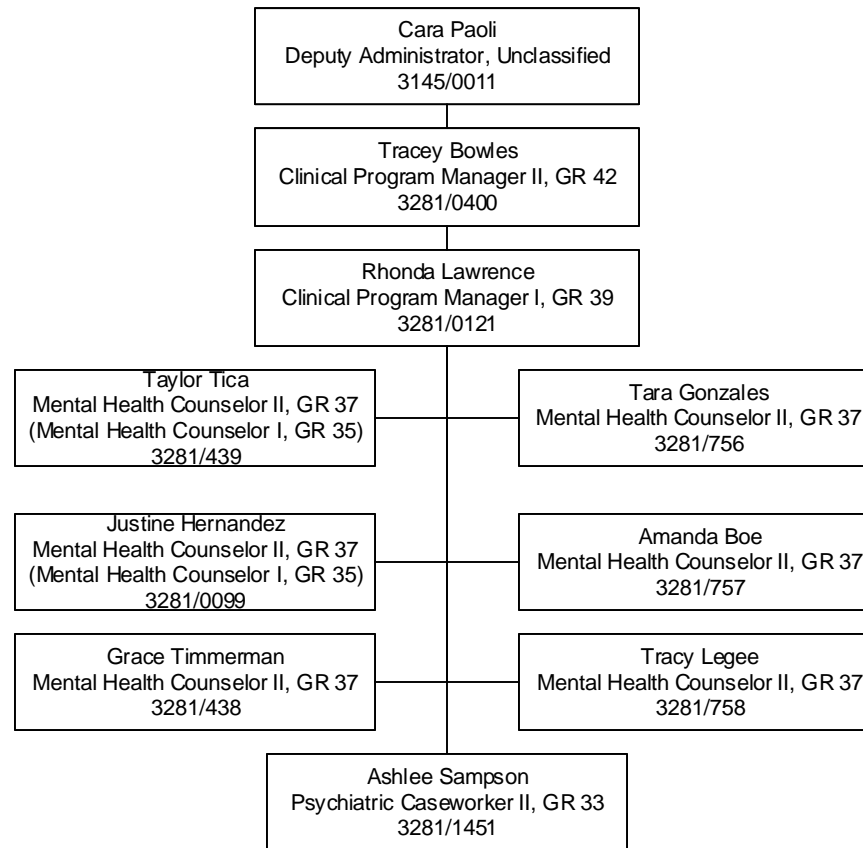 Cara Paoli
Deputy Administrator, Unclassified
3145/0011
Tracey Bowles
Clinical Program Manager II, GR 42
3281/0400
Rhonda Lawrence
Clinical Program Manager I, GR 39
3281/0121
Taylor Tica
Mental Health Counselor II, GR 37
(Mental Health Counselor I, GR 35)
3281/439
Tara Gonzales
Mental Health Counselor II, GR 37
3281/756
Justine Hernandez
Mental Health Counselor II, GR 37
(Mental Health Counselor I, GR 35)
3281/0099
Amanda Boe
Mental Health Counselor II, GR 37
3281/757
Grace Timmerman
Mental Health Counselor II, GR 37
3281/438
Tracy Legee
Mental Health Counselor II, GR 37
3281/758
Ashlee Sampson
Psychiatric Caseworker II, GR 33
3281/1451